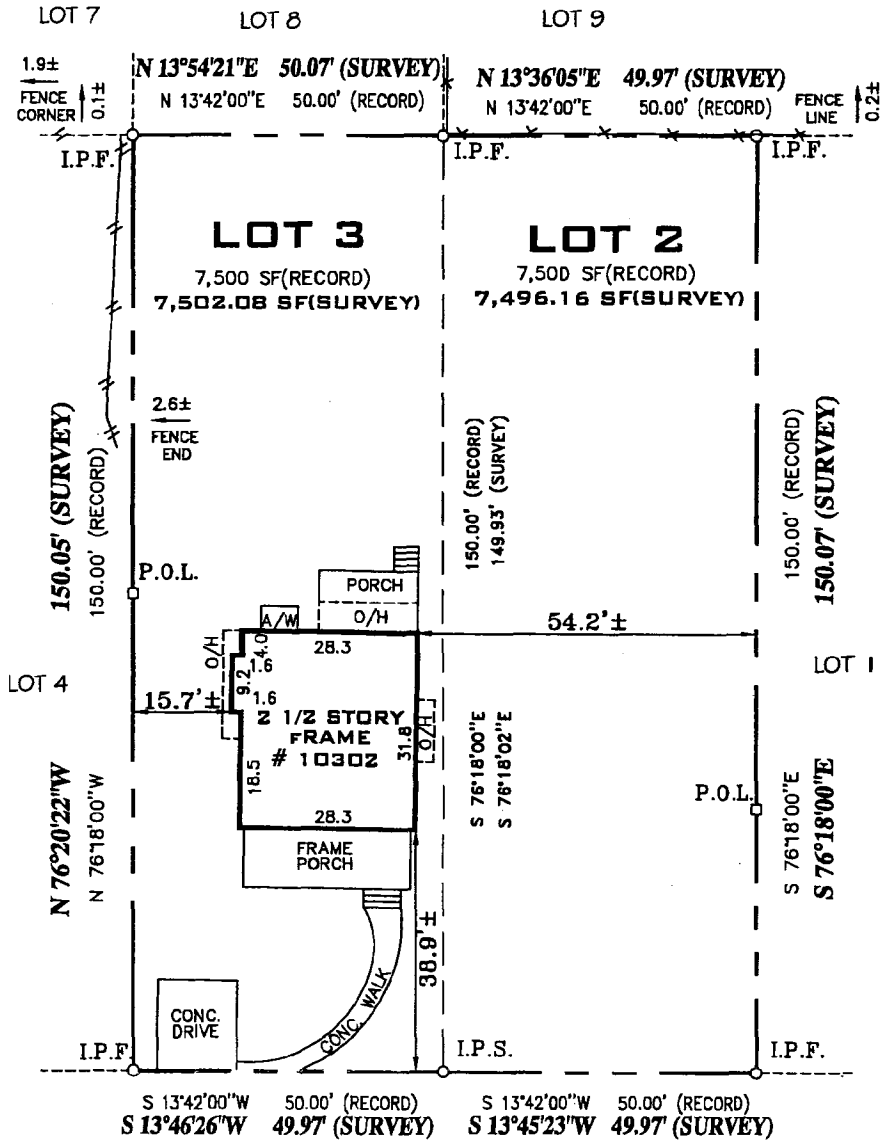 LOT 7
LOT 8
LOT 9
1.9±
FENCE CORNER
0.1±
N 13°54'21"E 50.07' (SURVEY)
N 13°42'00"E 50.00' (RECORD)
N 13°36'05"E 49.97' (SURVEY)
N 13°42'00"E 50.00' (RECORD)
FENCE LINE
0.2±
I.P.F.
I.P.F.
I.P.F.
LOT 3
7,500 SF(RECORD)
7,502.08 SF(SURVEY)
LOT 2
7,500 SF(RECORD)
7,496.16 SF(SURVEY)
2.6±
FENCE
END
150.05' (SURVEY)
150.00' (RECORD)
150.00' (RECORD)
149.93' (SURVEY)
150.00' (RECORD)
150.07' (SURVEY)
P.O.L.
PORCH
A/W
O/H
O/H
4.0
28.3
54.2'±
1.6
9.2
1.6
LOT 4
15.7'±
LOT 1
2 1/2 STORY
FRAME
# 10302
31.8
O/H
18.5
28.3
S 76°18'00"E
S 76°18'02"E
P.O.L.
N 76°20'22"W
N 76°18'00"W
S 76°18'00"E
S 76°18'00"E
FRAME
PORCH
38.9'±
CONC. WALK
CONC.
DRIVE
I.P.F.
I.P.S.
I.P.F.
S 13°42'00"W 50.00' (RECORD)
S 13°46'26"W 49.97' (SURVEY)
S 13°42'00"W 50.00' (RECORD)
S 13°45'23"W 49.97' (SURVEY)